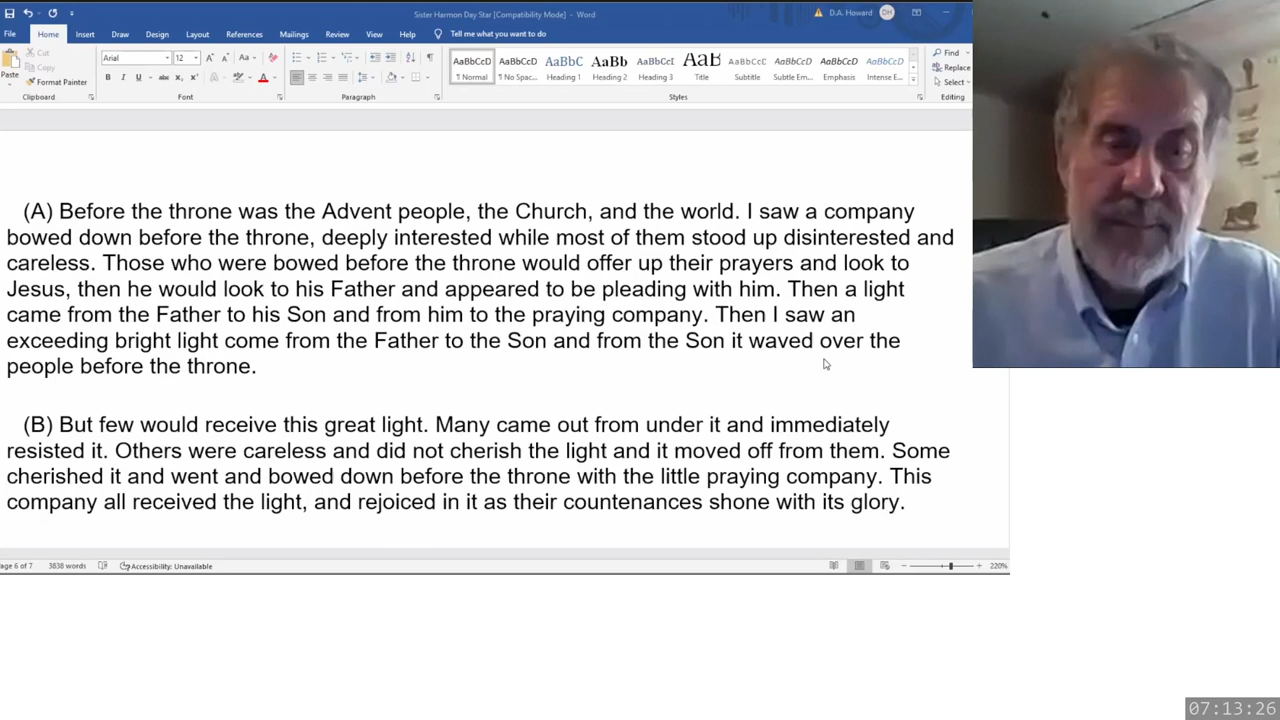 Sister Harmon Day Star [Compatibility Mode] - Word
D.A. Howard DH
File Home Insert Draw Design Layout References Mailings Review View Help Tell me what you want to do
Cut
Copy
Paste
Format Painter
Clipboard
Arial 12
Aa
B I U abc X₂ X² A
Font
Paragraph
AaBbCcD AaBbCcD AaBbC AaBb AaBbCcI AaB AaBbCcD AaBbCcD AaBbCcD AaBbCcD
¶ Normal ¶ No Spac... Heading 1 Heading 2 Heading 3 Title Subtitle Subtle Em... Emphasis Intense E...
Styles
Find
Replace
Select
Editing
(A) Before the throne was the Advent people, the Church, and the world. I saw a company
bowed down before the throne, deeply interested while most of them stood up disinterested and
careless. Those who were bowed before the throne would offer up their prayers and look to
Jesus, then he would look to his Father and appeared to be pleading with him. Then a light
came from the Father to his Son and from him to the praying company. Then I saw an
exceeding bright light come from the Father to the Son and from the Son it waved over the
people before the throne.
(B) But few would receive this great light. Many came out from under it and immediately
resisted it. Others were careless and did not cherish the light and it moved off from them. Some
cherished it and went and bowed down before the throne with the little praying company. This
company all received the light, and rejoiced in it as their countenances shone with its glory.
age 6 of 7 3838 words Accessibility: Unavailable 220%
07:13:26